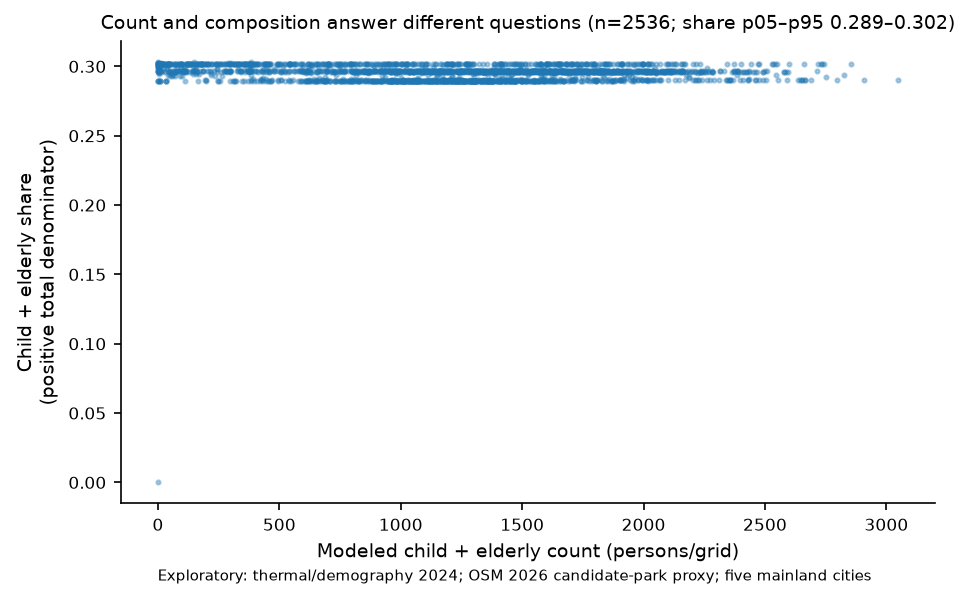 Count and composition answer different questions (n=2536; share p05–p95 0.289–0.302)
Child + elderly share
(positive total denominator)
0.30
0.25
0.20
0.15
0.10
0.05
0.00
0
500
1000
1500
2000
2500
3000
Modeled child + elderly count (persons/grid)
Exploratory: thermal/demography 2024; OSM 2026 candidate-park proxy; five mainland cities